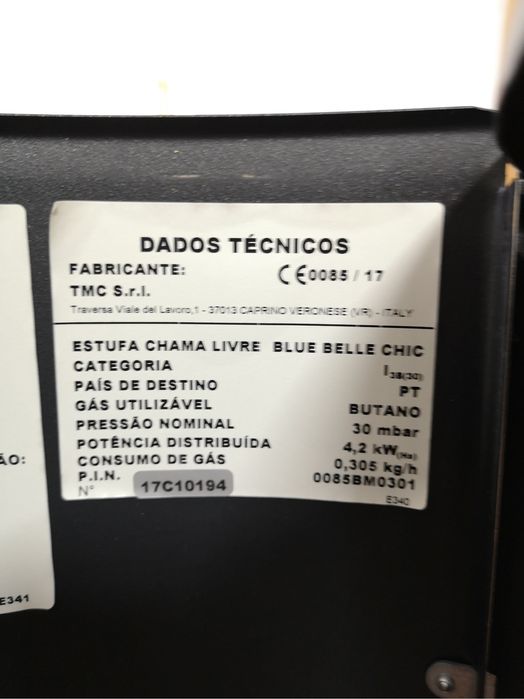 DADOS TÉCNICOS
FABRICANTE: CE0085 / 17
TMC S.r.l.
Traversa Viale del Lavoro,1 - 37013 CAPRINO VERONESE (VR) - ITALY
ESTUFA CHAMA LIVRE BLUE BELLE CHIC
CATEGORIA I3B(30)
PAÍS DE DESTINO PT
GÁS UTILIZÁVEL BUTANO
PRESSÃO NOMINAL 30 mbar
POTÊNCIA DISTRIBUÍDA 4,2 kW(Hs)
CONSUMO DE GÁS 0,305 kg/h
P.I.N. 0085BM0301
N° 17C10194
E340
ÃO:
E341